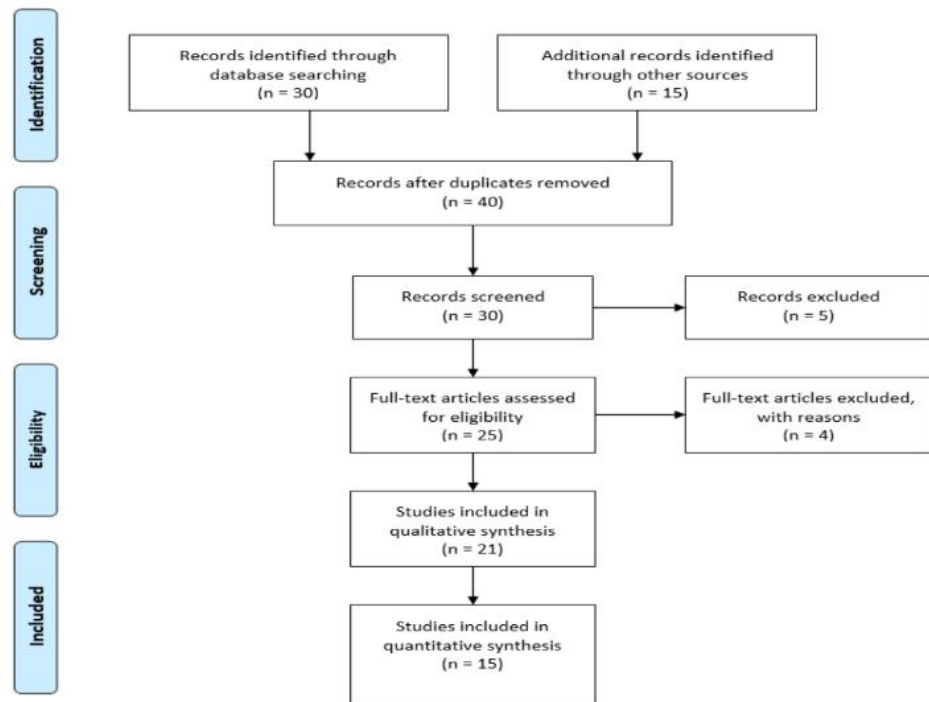 Identification
Records identified through
database searching
(n = 30)
Additional records identified
through other sources
(n = 15)
Records after duplicates removed
(n = 40)
Screening
Records screened
(n = 30)
Records excluded
(n = 5)
Eligibility
Full-text articles assessed
for eligibility
(n = 25)
Full-text articles excluded,
with reasons
(n = 4)
Studies included in
qualitative synthesis
(n = 21)
Included
Studies included in
quantitative synthesis
(n = 15)